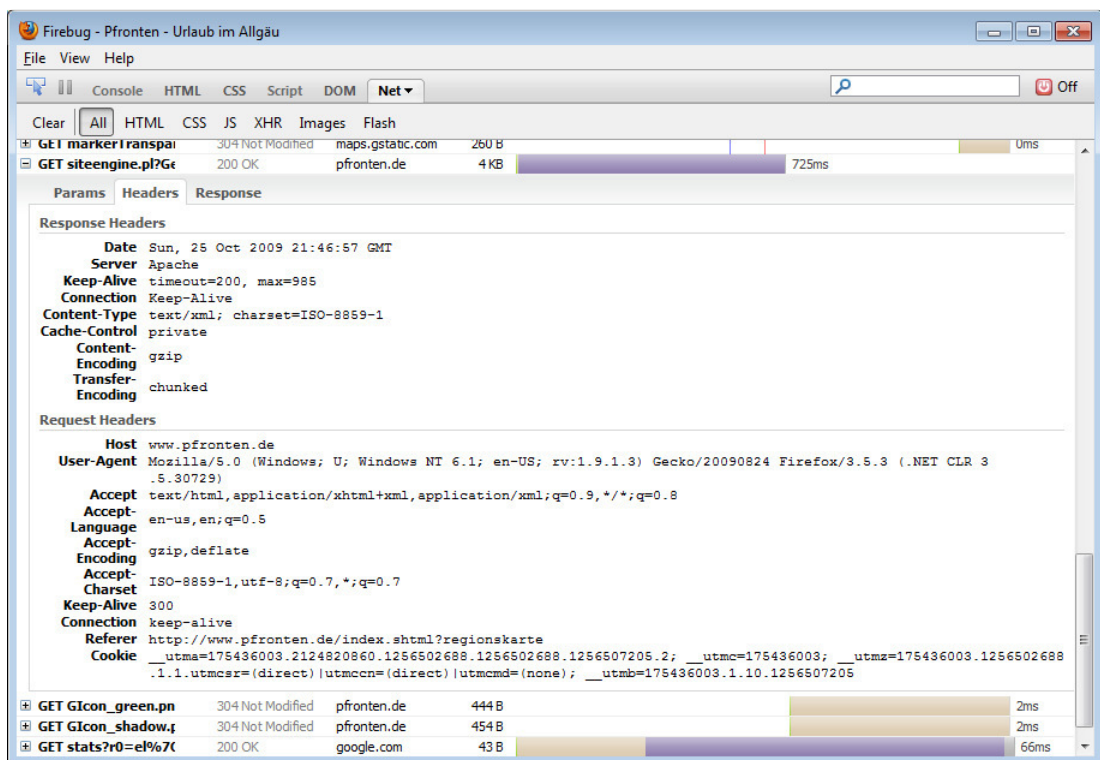 Firebug - Pfronten - Urlaub im Allgäu
File View Help
Console HTML CSS Script DOM Net Off
Clear All HTML CSS JS XHR Images Flash
GET markerTranspar 304 Not Modified maps.gstatic.com 260 B 0ms
GET siteengine.pl?Ge 200 OK pfronten.de 4 KB 725ms
Params Headers Response
Response Headers
Date Sun, 25 Oct 2009 21:46:57 GMT
Server Apache
Keep-Alive timeout=200, max=985
Connection Keep-Alive
Content-Type text/xml; charset=ISO-8859-1
Cache-Control private
Content-Encoding gzip
Transfer-Encoding chunked
Request Headers
Host www.pfronten.de
User-Agent Mozilla/5.0 (Windows; U; Windows NT 6.1; en-US; rv:1.9.1.3) Gecko/20090824 Firefox/3.5.3 (.NET CLR 3
.5.30729)
Accept text/html,application/xhtml+xml,application/xml;q=0.9,*/*;q=0.8
Accept-Language en-us,en;q=0.5
Accept-Encoding gzip,deflate
Accept-Charset ISO-8859-1,utf-8;q=0.7,*;q=0.7
Keep-Alive 300
Connection keep-alive
Referer http://www.pfronten.de/index.shtml?regionskarte
Cookie __utma=175436003.2124820860.1256502688.1256502688.1256507205.2; __utmc=175436003; __utmz=175436003.1256502688
.1.1.utmcsr=(direct)|utmccn=(direct)|utmcmd=(none); __utmb=175436003.1.10.1256507205
GET GIcon_green.pn 304 Not Modified pfronten.de 444 B 2ms
GET GIcon_shadow.p 304 Not Modified pfronten.de 454 B 2ms
GET stats?r0=el%7C 200 OK google.com 43 B 66ms